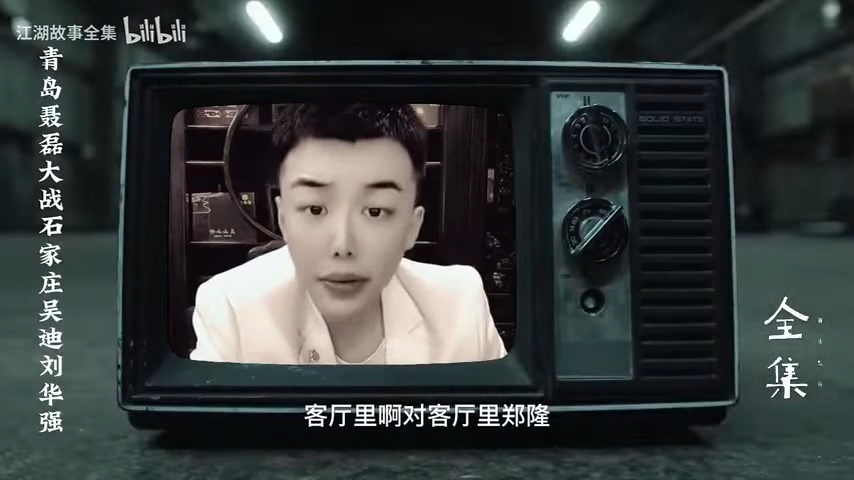 江湖故事全集 bilibili
青岛聂磊大战石家庄吴迪刘华强
VHF
SOLID STATE
全集
客厅里啊对客厅里郑隆